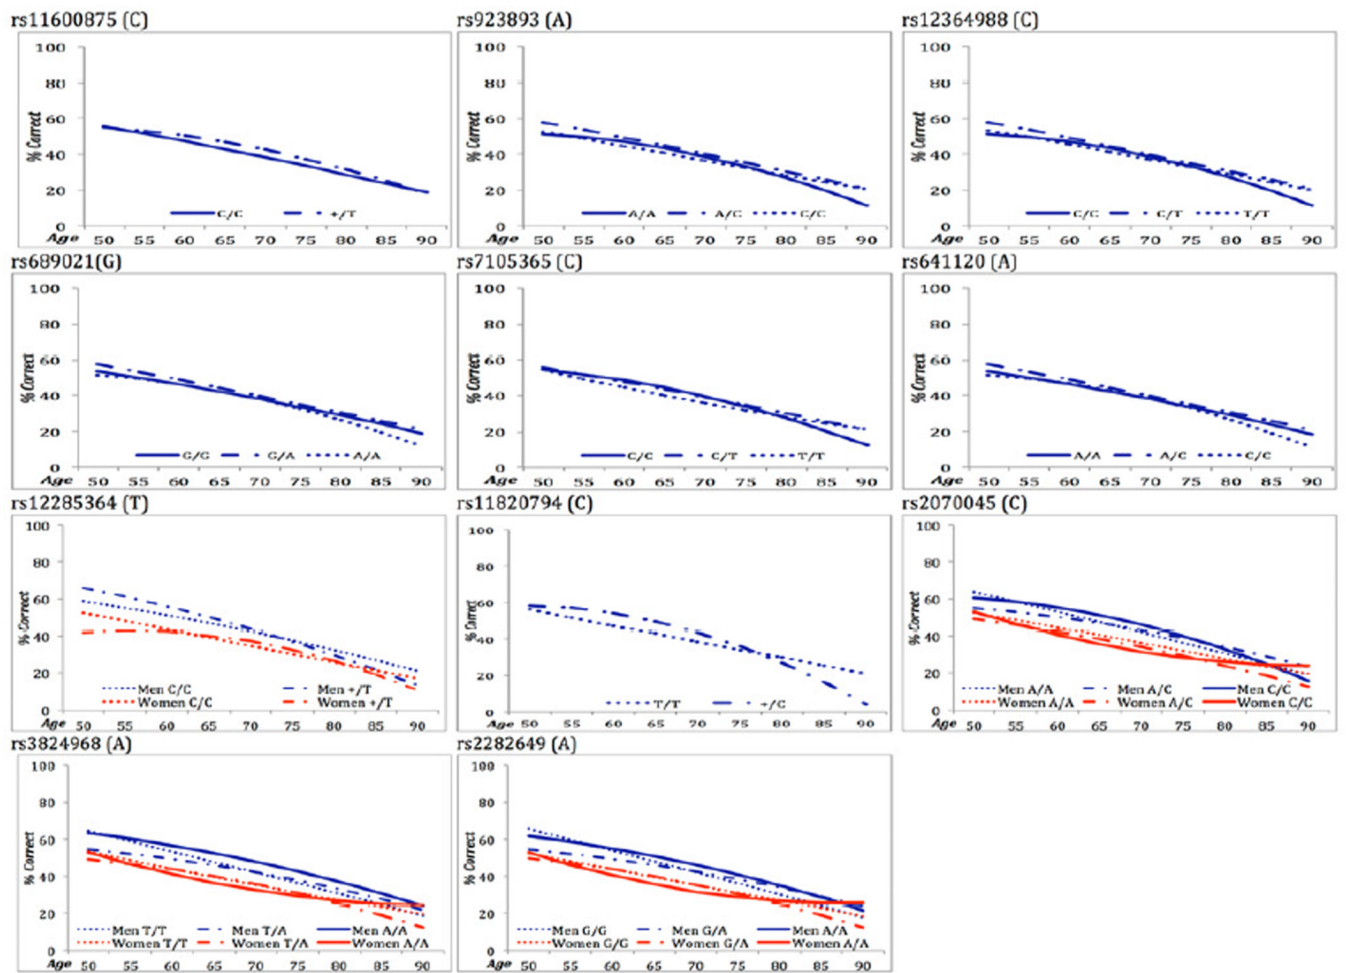 rs11600875 (C)
100
80
60
40
20
0
% Correct
C/C +/T
Age 50 55 60 65 70 75 80 85 90
rs923893 (A)
100
80
60
40
20
0
% Correct
A/A A/C C/C
Age 50 55 60 65 70 75 80 85 90
rs12364988 (C)
100
80
60
40
20
0
% Correct
C/C C/T T/T
Age 50 55 60 65 70 75 80 85 90
rs689021(G)
100
80
60
40
20
0
% Correct
G/G G/A A/A
Age 50 55 60 65 70 75 80 85 90
rs7105365 (C)
100
80
60
40
20
0
% Correct
C/C C/T T/T
Age 50 55 60 65 70 75 80 85 90
rs641120 (A)
100
80
60
40
20
0
% Correct
A/A A/C C/C
Age 50 55 60 65 70 75 80 85 90
rs12285364 (T)
100
80
60
40
20
0
% Correct
Men C/C Men +/T
Women C/C Women +/T
Age 50 55 60 65 70 75 80 85 90
rs11820794 (C)
100
80
60
40
20
0
% Correct
T/T +/C
Age 50 55 60 65 70 75 80 85 90
rs2070045 (C)
100
80
60
40
20
0
% Correct
Men A/A Men A/C Men C/C
Women A/A Women A/C Women C/C
Age 50 55 60 65 70 75 80 85 90
rs3824968 (A)
100
80
60
40
20
0
% Correct
Men T/T Men T/A Men A/A
Women T/T Women T/A Women A/A
Age 50 55 60 65 70 75 80 85 90
rs2282649 (A)
100
80
60
40
20
0
% Correct
Men G/G Men G/A Men A/A
Women G/G Women G/A Women A/A
Age 50 55 60 65 70 75 80 85 90